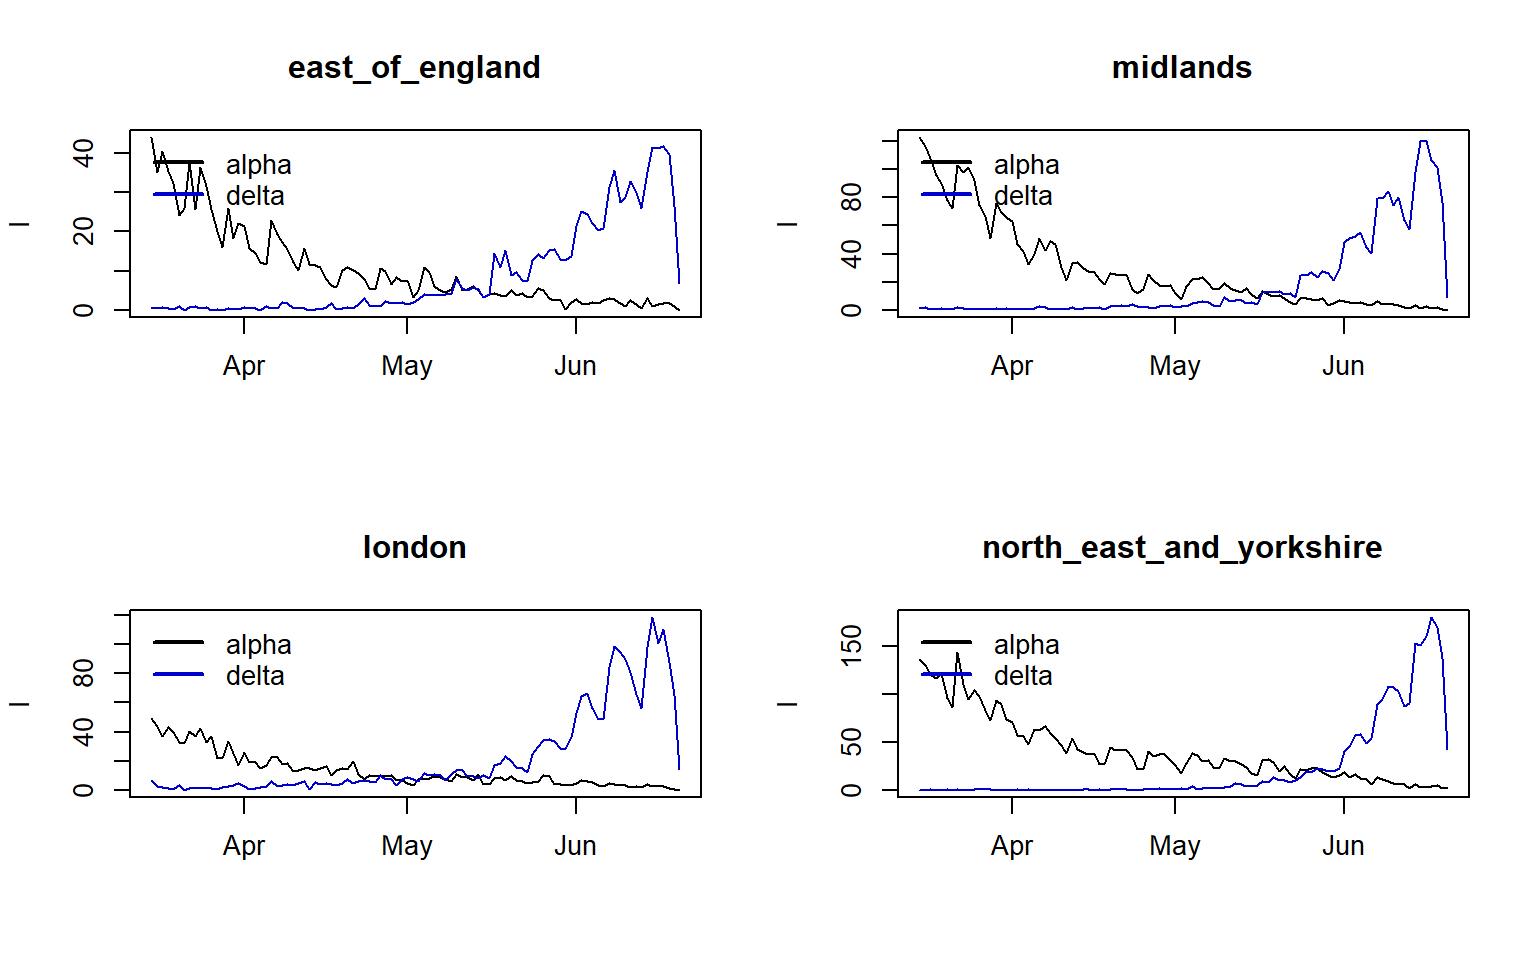 east_of_england
40
20
0
I
alpha
delta
Apr May Jun
midlands
80
40
0
I
alpha
delta
Apr May Jun
london
80
40
0
I
alpha
delta
Apr May Jun
north_east_and_yorkshire
150
50
0
I
alpha
delta
Apr May Jun